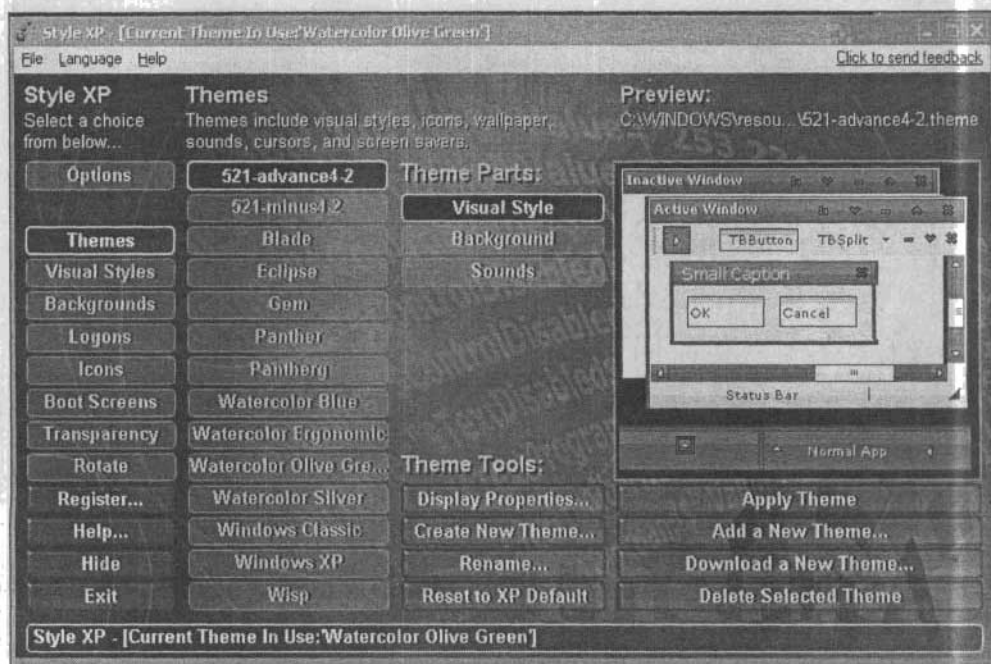 Style XP - [Current Theme In Use:'Watercolor Olive Green']
File Language Help
Click to send feedback
Style XP
Select a choice
from below...
Options
Themes
Visual Styles
Backgrounds
Logons
Icons
Boot Screens
Transparency
Rotate
Register...
Help...
Hide
Exit
Themes
Themes include visual styles, icons, wallpaper,
sounds, cursors, and screen savers.
521-advance4-2
521-minus4-2
Blade
Eclipse
Gem
Panther
Pantherg
Watercolor Blue
Watercolor Ergonomic
Watercolor Olive Gre...
Watercolor Silver
Windows Classic
Windows XP
Wisp
Theme Parts:
Visual Style
Background
Sounds
Theme Tools:
Display Properties...
Create New Theme...
Rename...
Reset to XP Default
Preview:
C:\WINDOWS\resou...\521-advance4-2.theme
Inactive Window
Active Window
TBButton TBSplit
Small Caption
OK Cancel
Status Bar
Normal App
Apply Theme
Add a New Theme...
Download a New Theme...
Delete Selected Theme
Style XP - [Current Theme In Use:'Watercolor Olive Green']